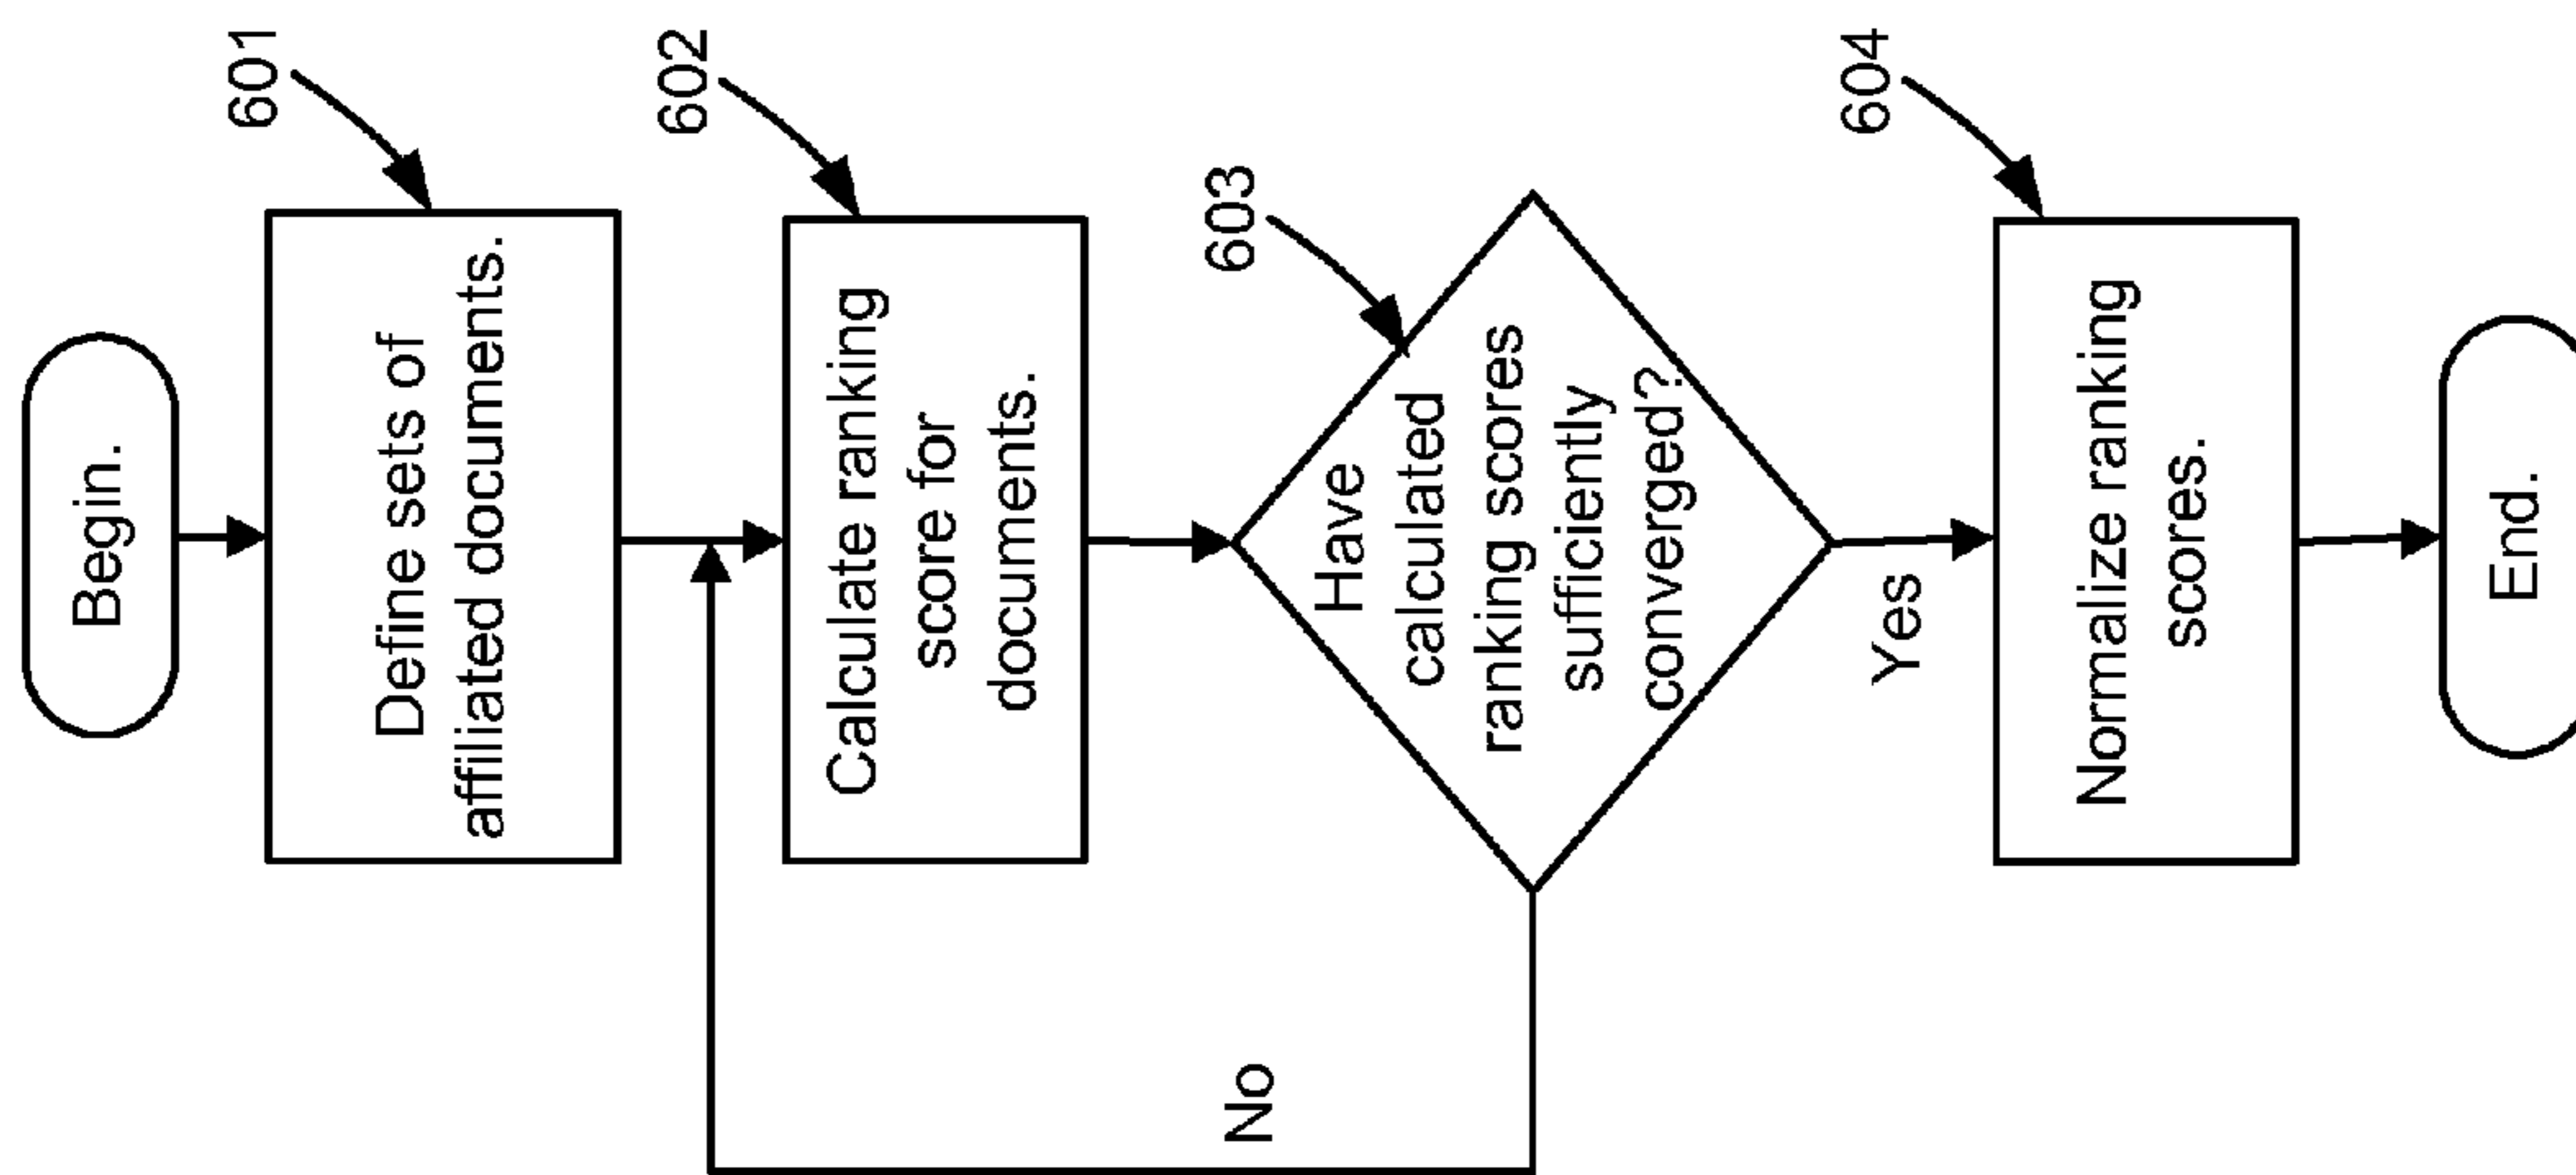 Begin.
601
Define sets of
affiliated documents.
602
Calculate ranking
score for
documents.
603
Have
calculated
ranking scores
sufficiently
converged?
No
Yes
604
Normalize ranking
scores.
End.